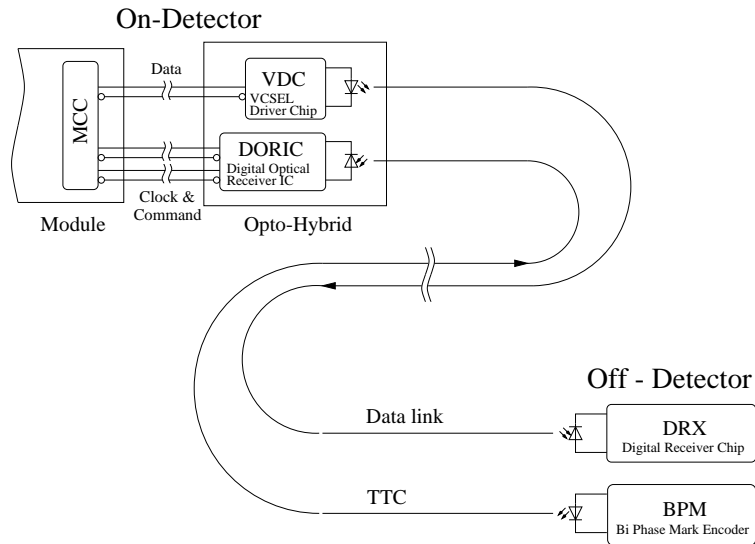 On-Detector
Data
VDC
VCSEL
Driver Chip
MCC
DORIC
Digital Optical
Receiver IC
Clock &
Command
Module
Opto-Hybrid
Off - Detector
Data link
DRX
Digital Receiver Chip
TTC
BPM
Bi Phase Mark Encoder